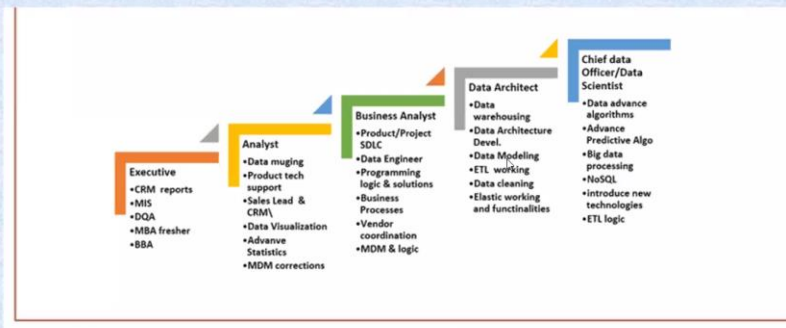 Executive
•CRM reports
•MIS
•DQA
•MBA fresher
•BBA
Analyst
•Data muging
•Product tech
support
•Sales Lead &
CRM\
•Data Visualization
•Advanve
Statistics
•MDM corrections
Business Analyst
•Product/Project
SDLC
•Data Engineer
•Programming
logic & solutions
•Business
Processes
•Vendor
coordination
•MDM & logic
Data Architect
•Data
warehousing
•Data Architecture
Devel.
•Data Modeling
•ETL working
•Data cleaning
•Elastic working
and functinalities
Chief data
Officer/Data
Scientist
•Data advance
algorithms
•Advance
Predictive Algo
•Big data
processing
•NoSQL
•introduce new
technologies
•ETL logic